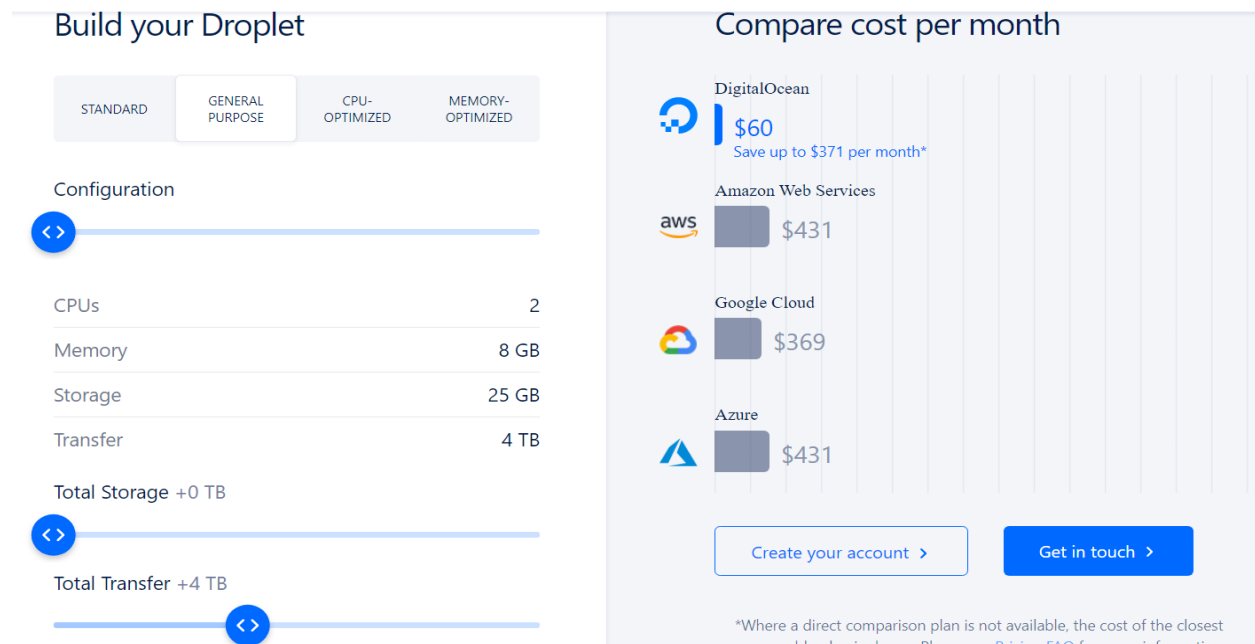 Build your Droplet
STANDARD
GENERAL
PURPOSE
CPU-
OPTIMIZED
MEMORY-
OPTIMIZED
Configuration
CPUs 2
Memory 8 GB
Storage 25 GB
Transfer 4 TB
Total Storage +0 TB
Total Transfer +4 TB
Compare cost per month
DigitalOcean
$60
Save up to $371 per month*
Amazon Web Services
aws
$431
Google Cloud
$369
Azure
$431
Create your account >
Get in touch >
*Where a direct comparison plan is not available, the cost of the closest